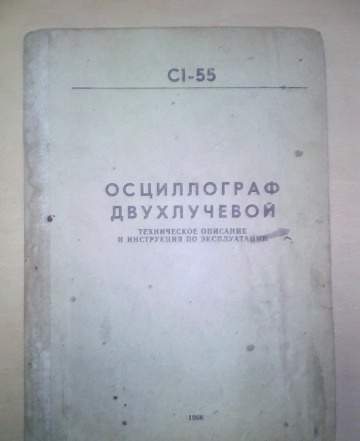 С1-55
ОСЦИЛЛОГРАФ
ДВУХЛУЧЕВОЙ
ТЕХНИЧЕСКОЕ ОПИСАНИЕ
И ИНСТРУКЦИЯ ПО ЭКСПЛУАТАЦИИ